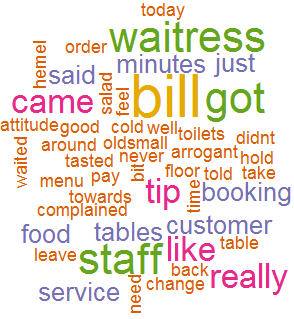 today
waitress
order
hemel
said minutes just
came salad feel bill got
attitude good cold well toilets
waited around oldsmall didnt
tasted never arrogant hold
menu pay bit floor told take
towards tip time booking
complained
food tables customer
leave staff like table
back really
service need change